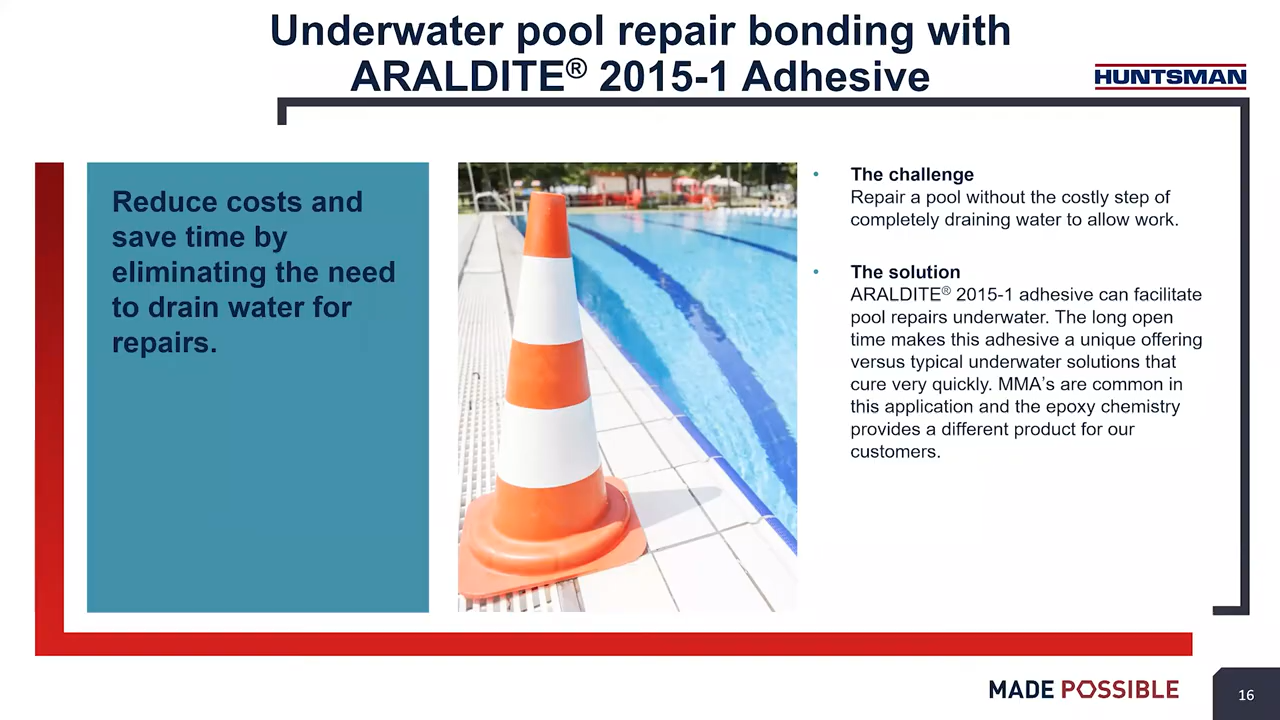 Underwater pool repair bonding with
ARALDITE® 2015-1 Adhesive
HUNTSMAN
Reduce costs and
save time by
eliminating the need
to drain water for
repairs.
• The challenge
Repair a pool without the costly step of
completely draining water to allow work.
• The solution
ARALDITE® 2015-1 adhesive can facilitate
pool repairs underwater. The long open
time makes this adhesive a unique offering
versus typical underwater solutions that
cure very quickly. MMA’s are common in
this application and the epoxy chemistry
provides a different product for our
customers.
MADE POSSIBLE
16